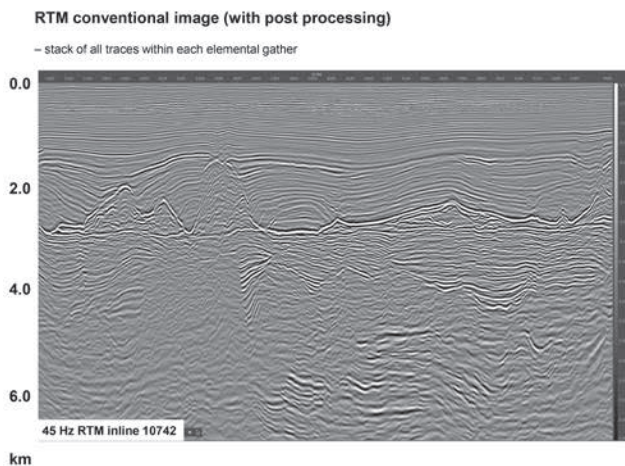 RTM conventional image (with post processing)
– stack of all traces within each elemental gather
0.0
2.0
4.0
6.0
45 Hz RTM inline 10742
km